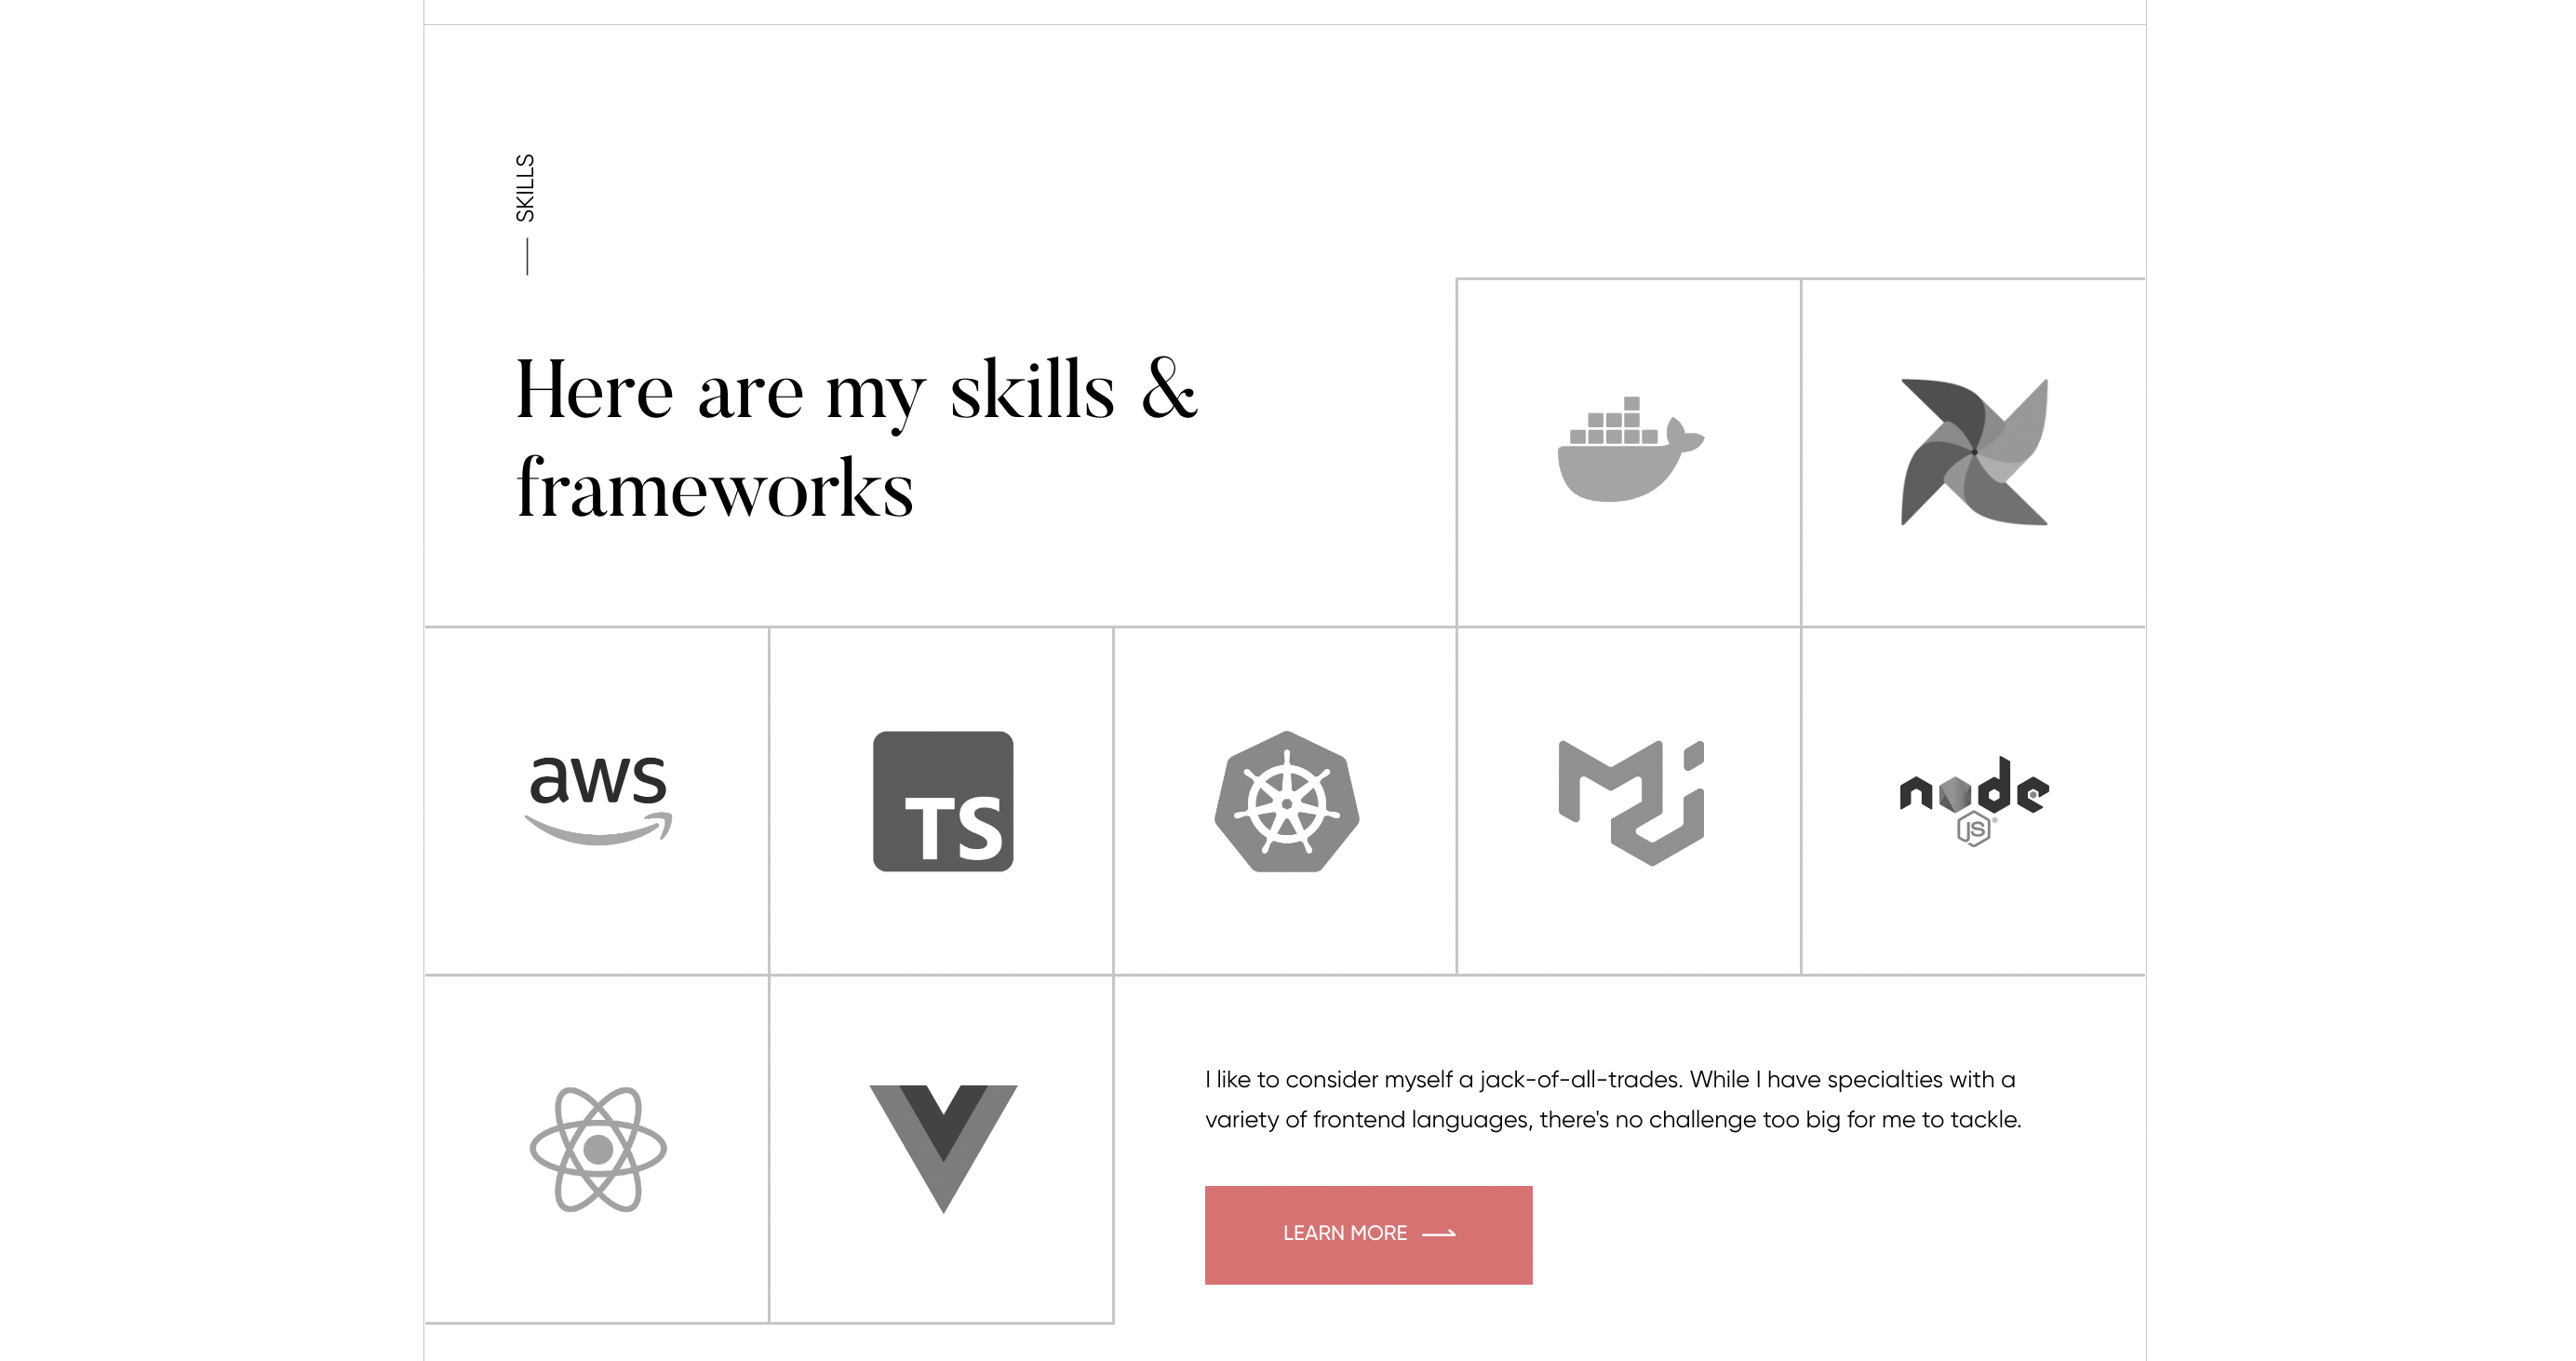 SKILLS
Here are my skills &
frameworks
aws
TS
node
JS®
I like to consider myself a jack-of-all-trades. While I have specialties with a
variety of frontend languages, there's no challenge too big for me to tackle.
LEARN MORE